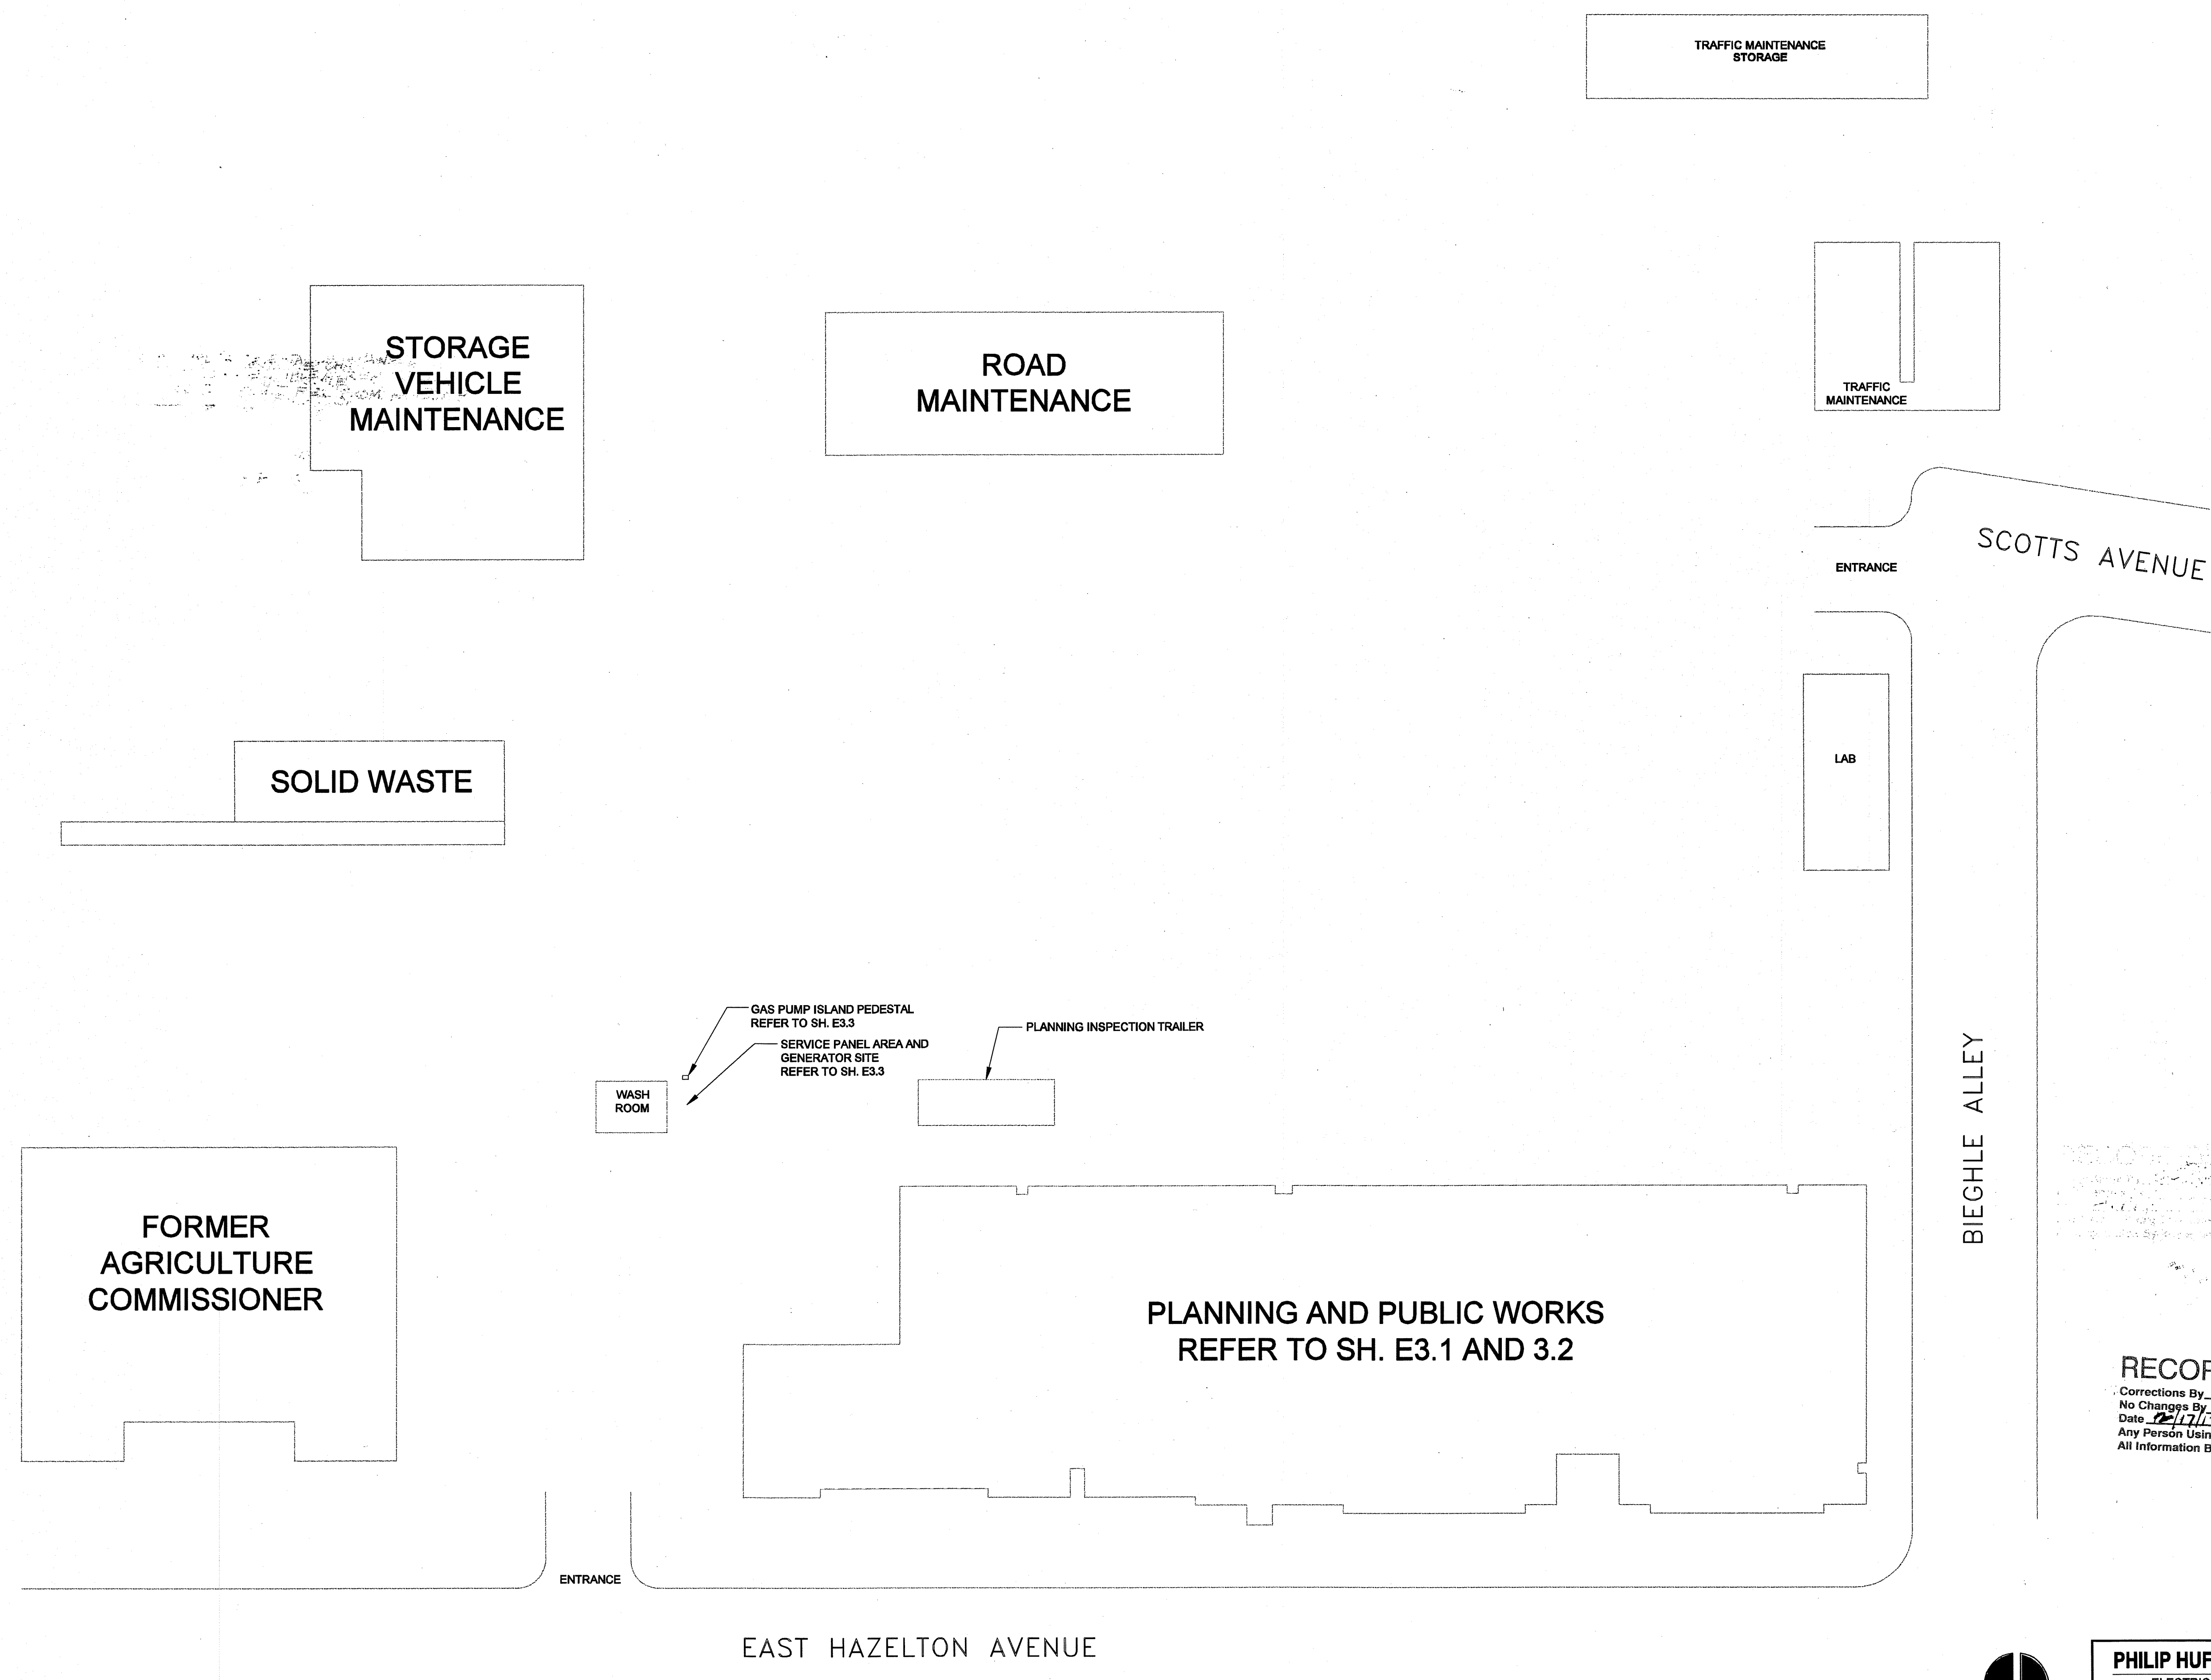 TRAFFIC MAINTENANCE
STORAGE
STORAGE
VEHICLE
MAINTENANCE
ROAD
MAINTENANCE
TRAFFIC
MAINTENANCE
SCOTTS AVENUE
ENTRANCE
SOLID WASTE
LAB
GAS PUMP ISLAND PEDESTAL
REFER TO SH. E3.3
SERVICE PANEL AREA AND
GENERATOR SITE
REFER TO SH. E3.3
PLANNING INSPECTION TRAILER
WASH
ROOM
BIEGHLE ALLEY
FORMER
AGRICULTURE
COMMISSIONER
PLANNING AND PUBLIC WORKS
REFER TO SH. E3.1 AND 3.2
RECOR
Corrections By
No Changes By
Date 12/17/1
Any Person Usin
All Information B
ENTRANCE
EAST HAZELTON AVENUE
PHILIP HUF